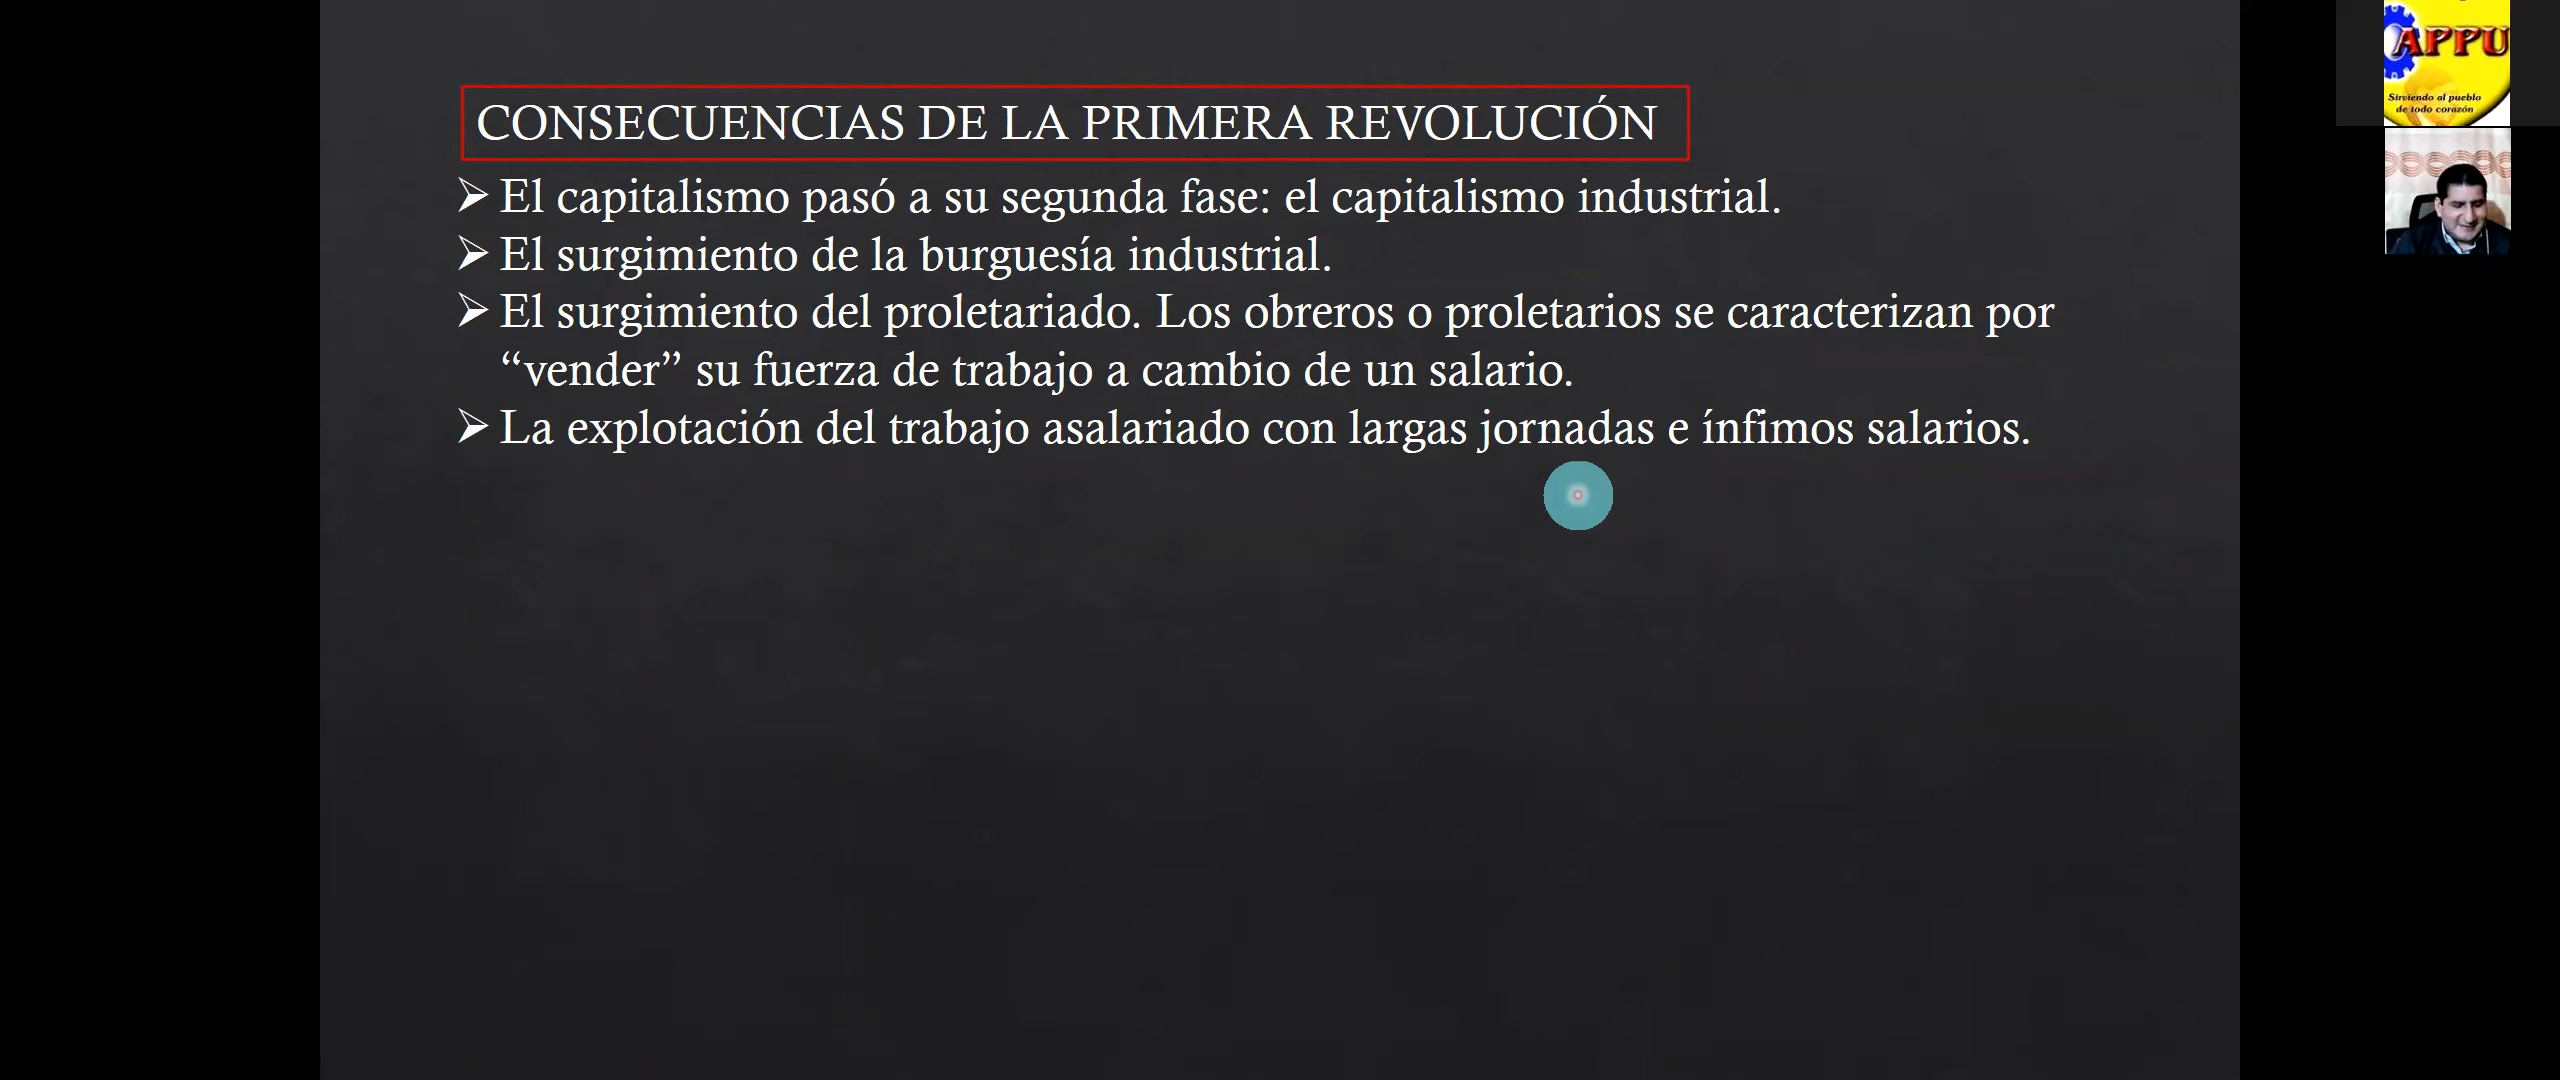 CONSECUENCIAS DE LA PRIMERA REVOLUCIÓN
➢ El capitalismo pasó a su segunda fase: el capitalismo industrial.
➢ El surgimiento de la burguesía industrial.
➢ El surgimiento del proletariado. Los obreros o proletarios se caracterizan por
“vender” su fuerza de trabajo a cambio de un salario.
➢ La explotación del trabajo asalariado con largas jornadas e ínfimos salarios.
CAPPU
Sirviendo al pueblo
de todo corazón